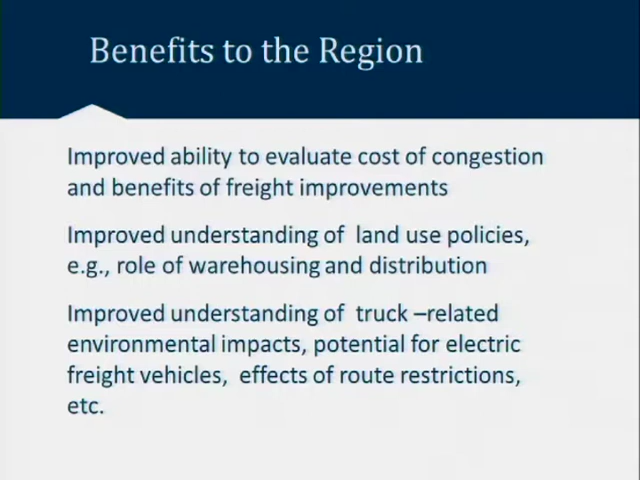 Benefits to the Region
Improved ability to evaluate cost of congestion
and benefits of freight improvements
Improved understanding of land use policies,
e.g., role of warehousing and distribution
Improved understanding of truck –related
environmental impacts, potential for electric
freight vehicles, effects of route restrictions,
etc.